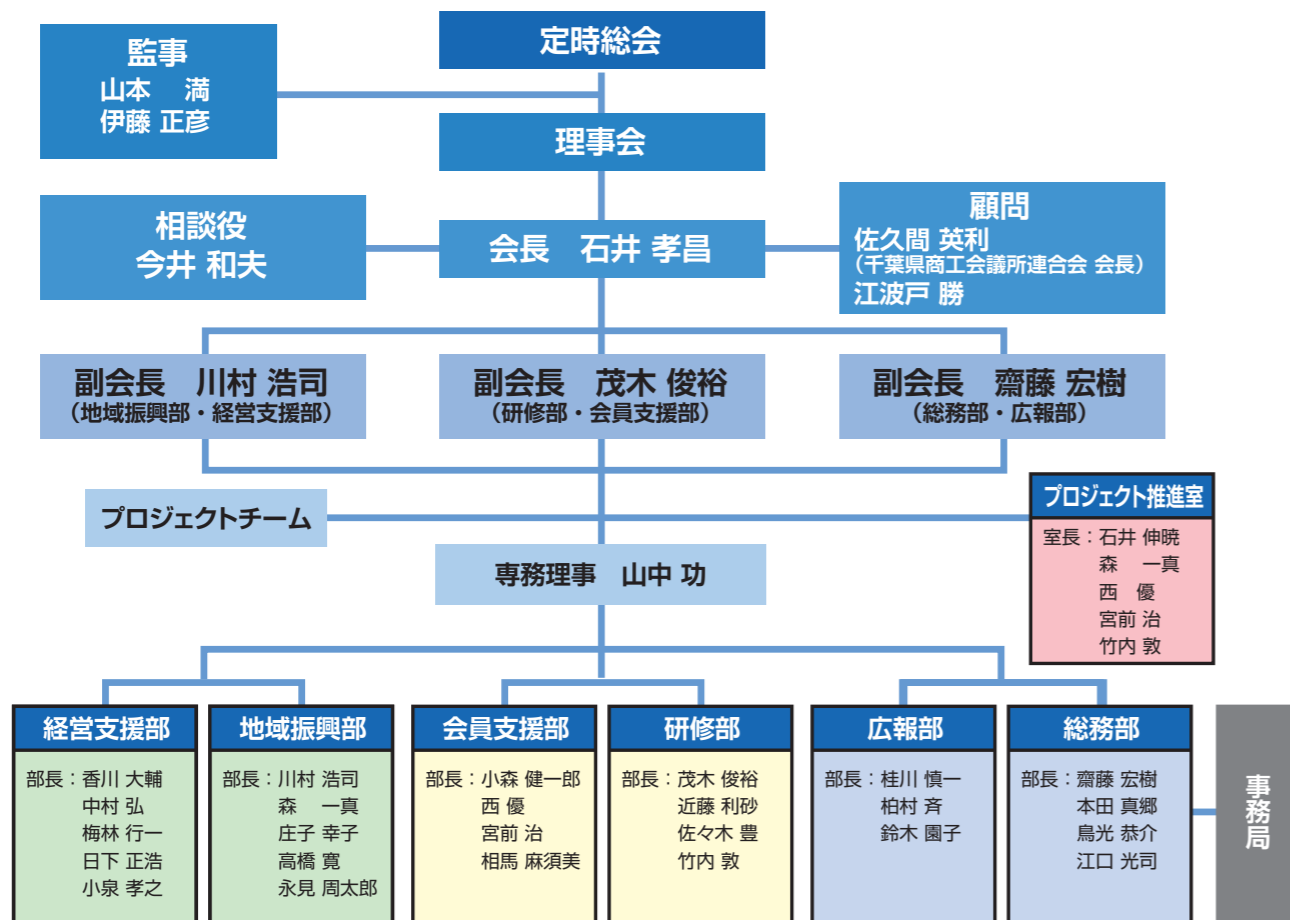 定時総会
監事
山本　満
伊藤 正彦
理事会
相談役
今井 和夫
会長　石井 孝昌
顧問
佐久間 英利
（千葉県商工会議所連合会 会長）
江波戸 勝
副会長　川村 浩司
（地域振興部・経営支援部）
副会長　茂木 俊裕
（研修部・会員支援部）
副会長　齋藤 宏樹
（総務部・広報部）
プロジェクトチーム
プロジェクト推進室
室長：石井 伸暁
森　一真
西　優
宮前 治
竹内 敦
専務理事　山中 功
経営支援部
部長：香川 大輔
中村 弘
梅林 行一
日下 正浩
小泉 孝之
地域振興部
部長：川村 浩司
森　一真
庄子 幸子
高橋 寛
永見 周太郎
会員支援部
部長：小森 健一郎
西 優
宮前 治
相馬 麻須美
研修部
部長：茂木 俊裕
近藤 利砂
佐々木 豊
竹内 敦
広報部
部長：桂川 慎一
柏村 斉
鈴木 園子
総務部
部長：齋藤 宏樹
本田 真郷
鳥光 恭介
江口 光司
事務局